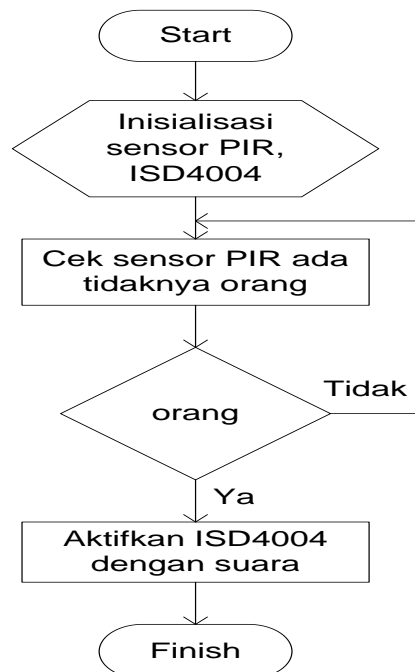 Start
Inisialisasi
sensor PIR,
ISD4004
Cek sensor PIR ada
tidaknya orang
orang
Tidak
Ya
Aktifkan ISD4004
dengan suara
Finish